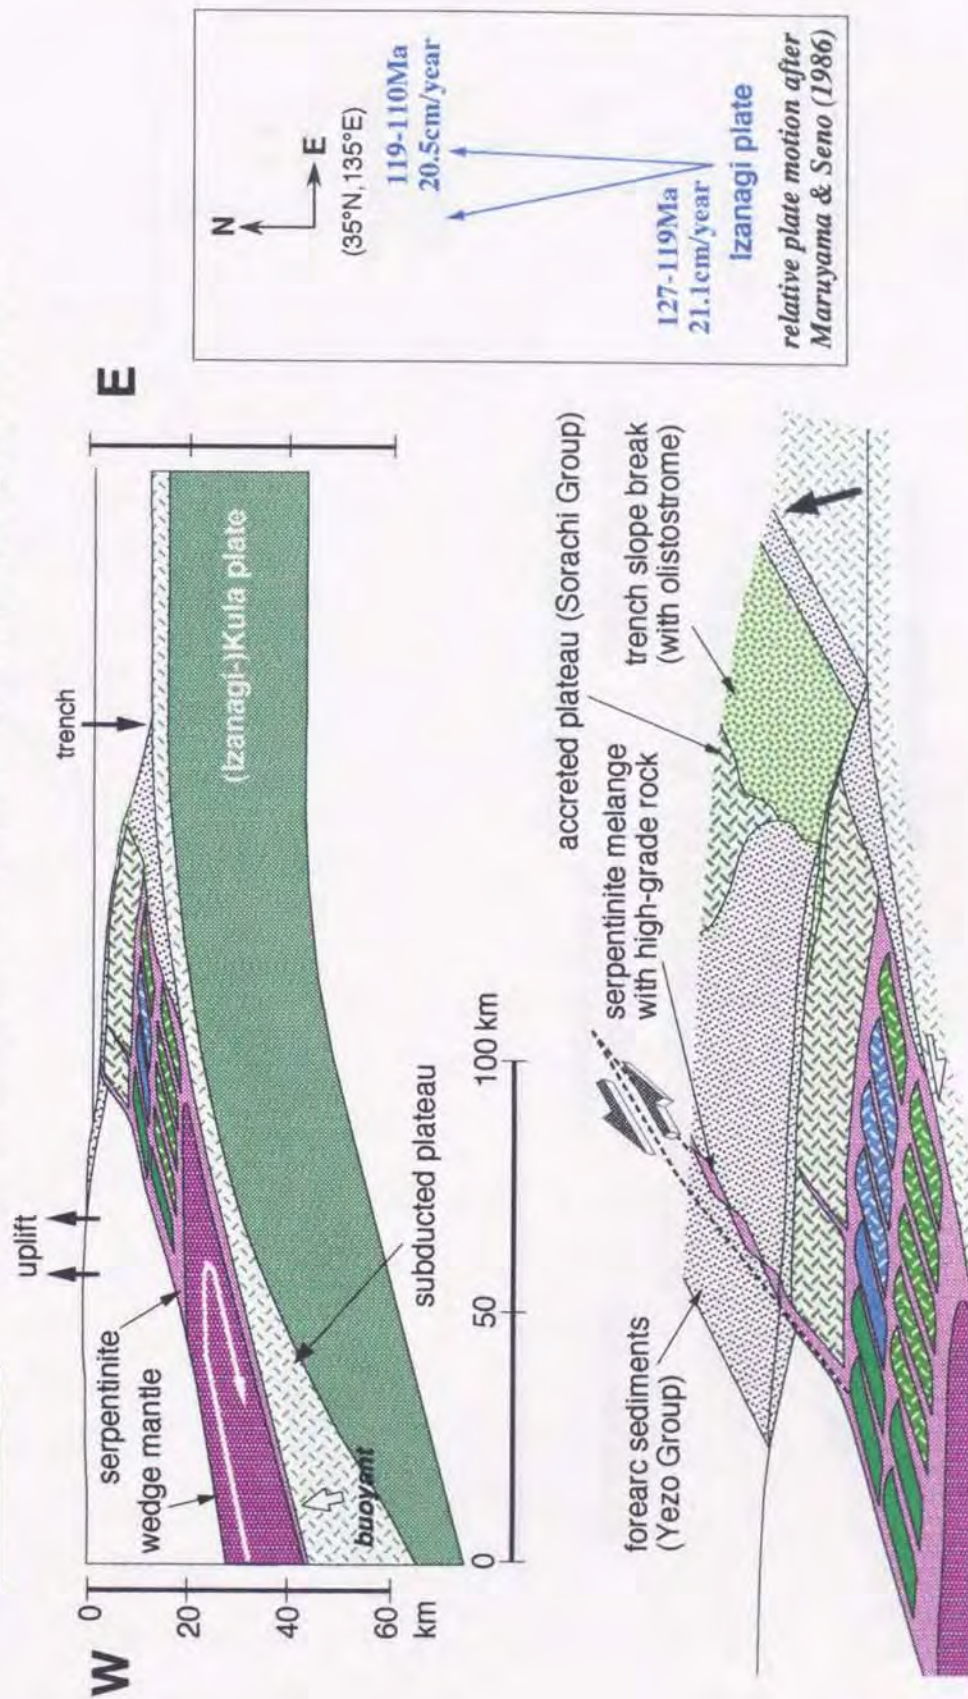 W
E
0
20
40
60
km
uplift
trench
serpentinite
wedge mantle
(Izanagi-)Kula plate
buoyant
subducted plateau
0
50
100 km
N
E
(35°N, 135°E)
119-110Ma
20.5cm/year
127-119Ma
21.1cm/year
Izanagi plate
relative plate motion after
Maruyama & Seno (1986)
accreted plateau (Sorachi Group)
serpentinite melange
with high-grade rock
trench slope break
(with olistostrome)
forearc sediments
(Yezo Group)